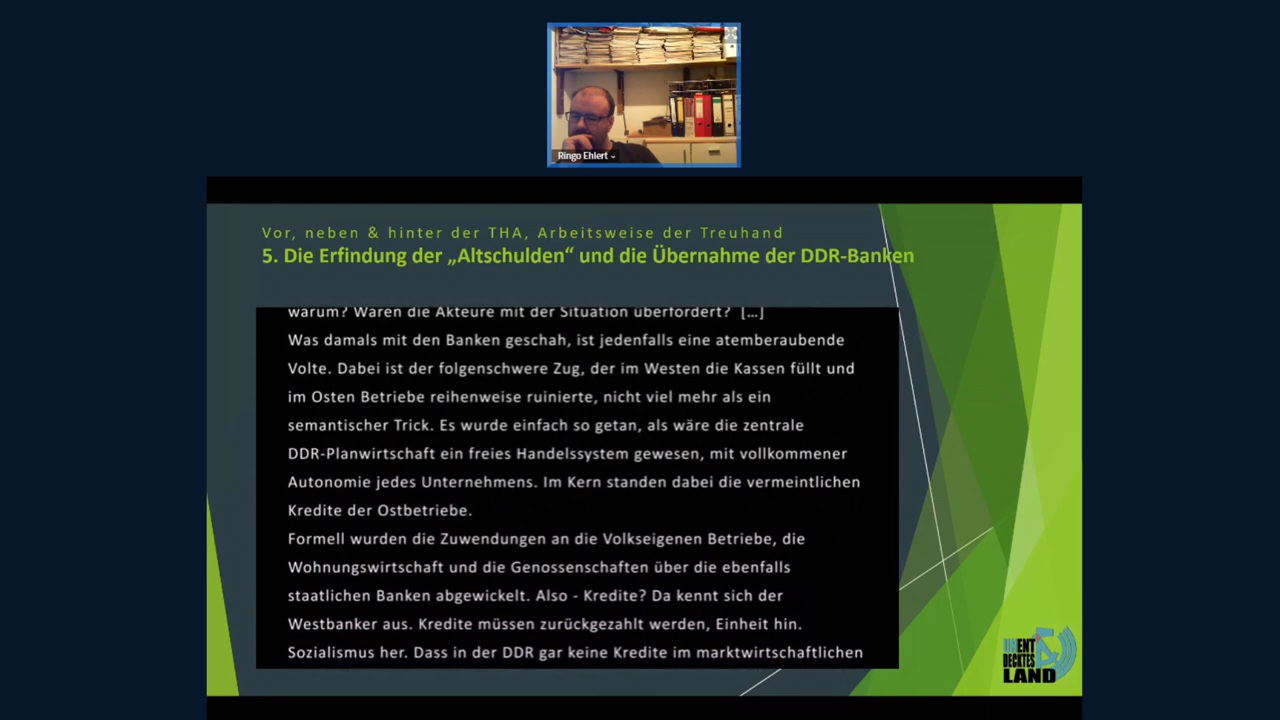 Ringo Ehlert
Vor, neben & hinter der THA, Arbeitsweise der Treuhand
5. Die Erfindung der „Altschulden“ und die Übernahme der DDR-Banken
warum? Waren die Akteure mit der Situation überfordert? […]
Was damals mit den Banken geschah, ist jedenfalls eine atemberaubende
Volte. Dabei ist der folgenschwere Zug, der im Westen die Kassen füllt und
im Osten Betriebe reihenweise ruinierte, nicht viel mehr als ein
semantischer Trick. Es wurde einfach so getan, als wäre die zentrale
DDR-Planwirtschaft ein freies Handelssystem gewesen, mit vollkommener
Autonomie jedes Unternehmens. Im Kern standen dabei die vermeintlichen
Kredite der Ostbetriebe.
Formell wurden die Zuwendungen an die Volkseigenen Betriebe, die
Wohnungswirtschaft und die Genossenschaften über die ebenfalls
staatlichen Banken abgewickelt. Also - Kredite? Da kennt sich der
Westbanker aus. Kredite müssen zurückgezahlt werden, Einheit hin.
Sozialismus her. Dass in der DDR gar keine Kredite im marktwirtschaftlichen
UNENT
DECKTES
LAND